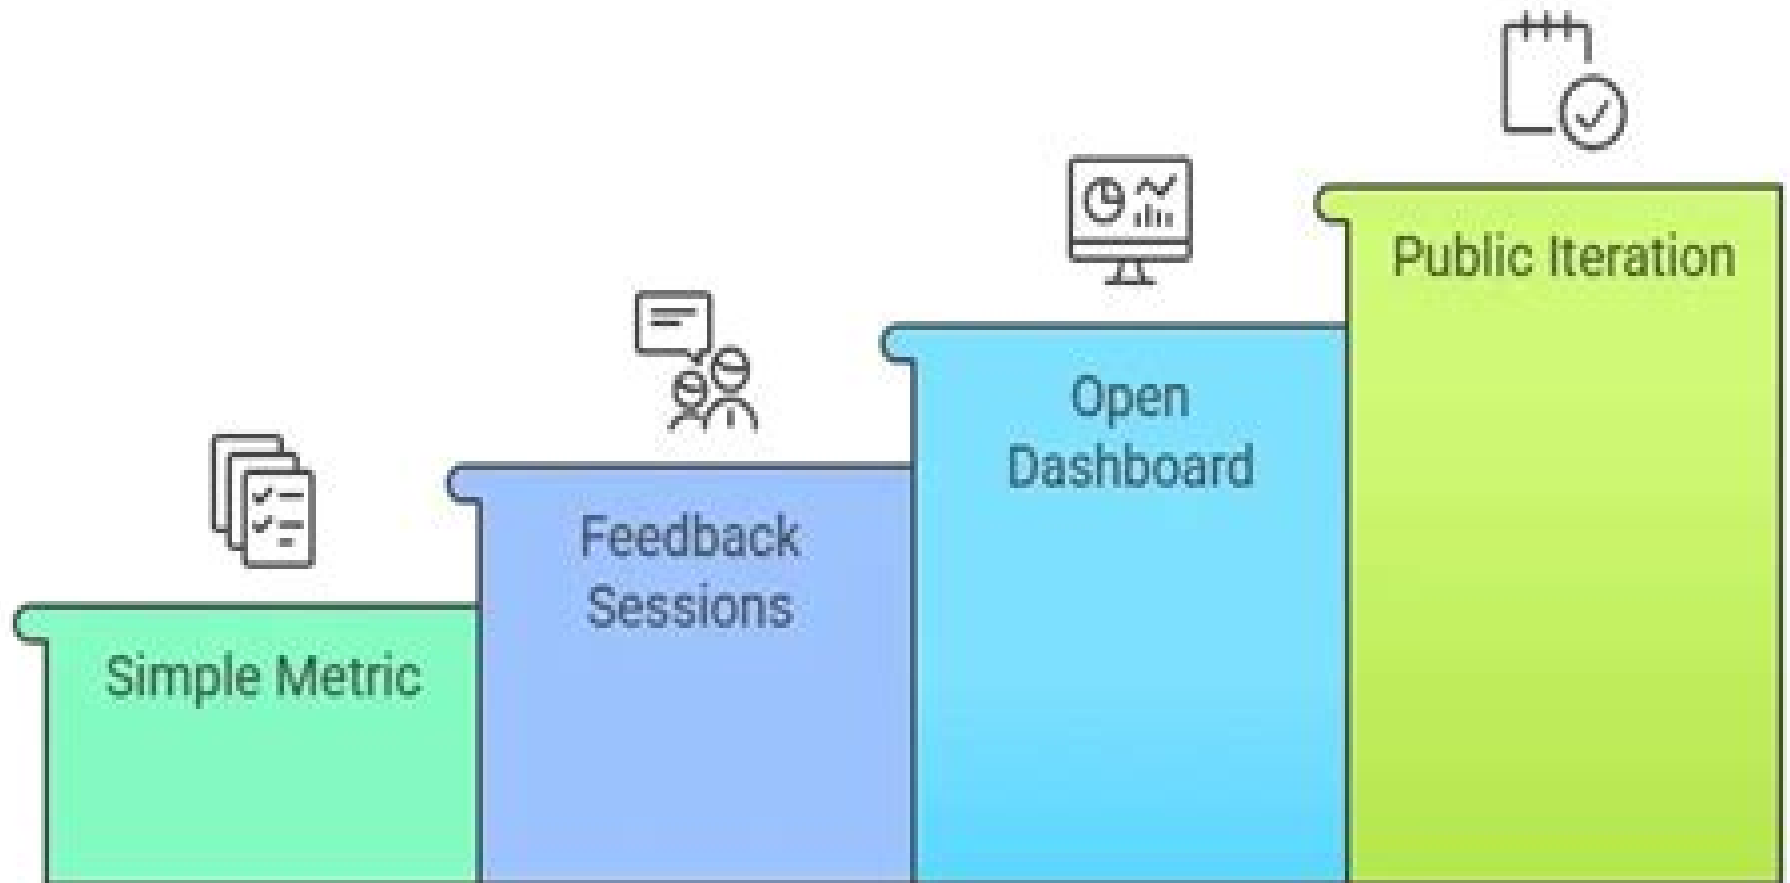 Simple Metric
Feedback
Sessions
Open
Dashboard
Public Iteration